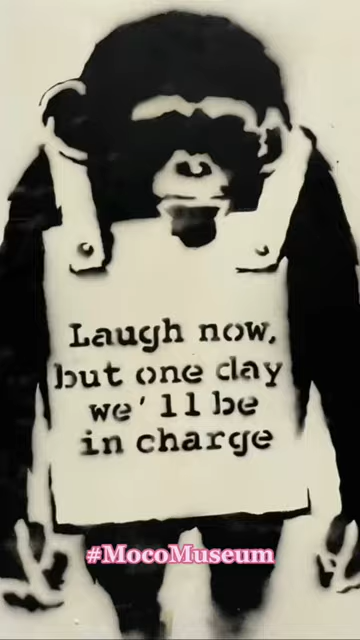 Laugh now,
but one day
we'll be
in charge
#MocoMuseum